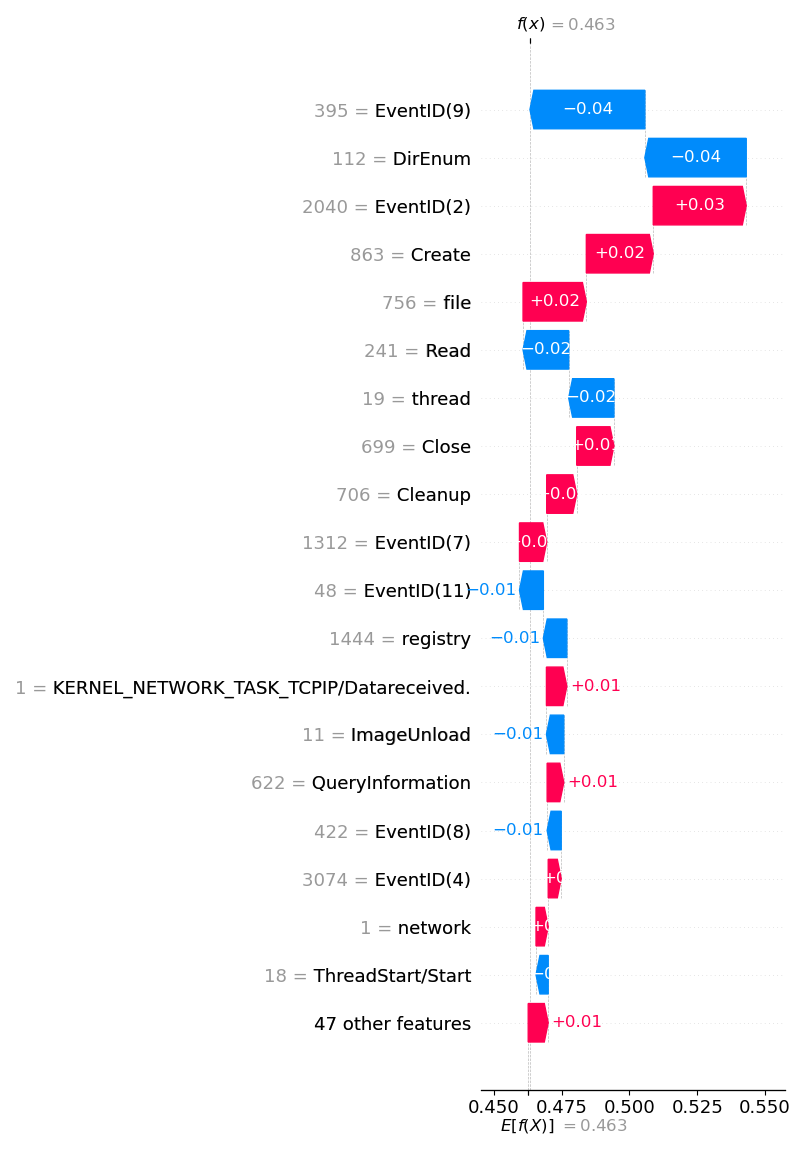 f(x) = 0.463
395 = EventID(9) −0.04
112 = DirEnum −0.04
2040 = EventID(2) +0.03
863 = Create +0.02
756 = file +0.02
241 = Read −0.02
19 = thread −0.02
699 = Close +0.01
706 = Cleanup
1312 = EventID(7)
48 = EventID(11) −0.01
1444 = registry −0.01
1 = KERNEL_NETWORK_TASK_TCPIP/Datareceived. +0.01
11 = ImageUnload −0.01
622 = QueryInformation +0.01
422 = EventID(8) −0.01
3074 = EventID(4)
1 = network
18 = ThreadStart/Start
47 other features +0.01
0.450 0.475 0.500 0.525 0.550
E[f(X)] = 0.463